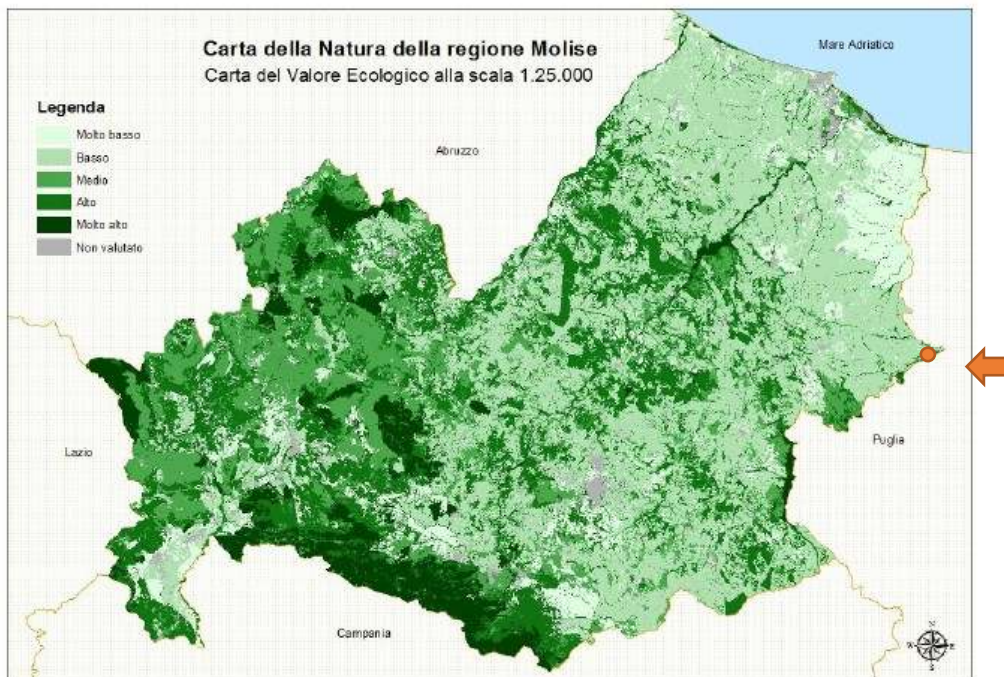 Carta della Natura della regione Molise
Carta del Valore Ecologico alla scala 1:25.000
Mare Adriatico
Legenda
Molto basso
Basso
Medio
Alto
Molto alto
Non valutato
Abruzzo
Lazio
Puglia
Campania
N
W
E
S